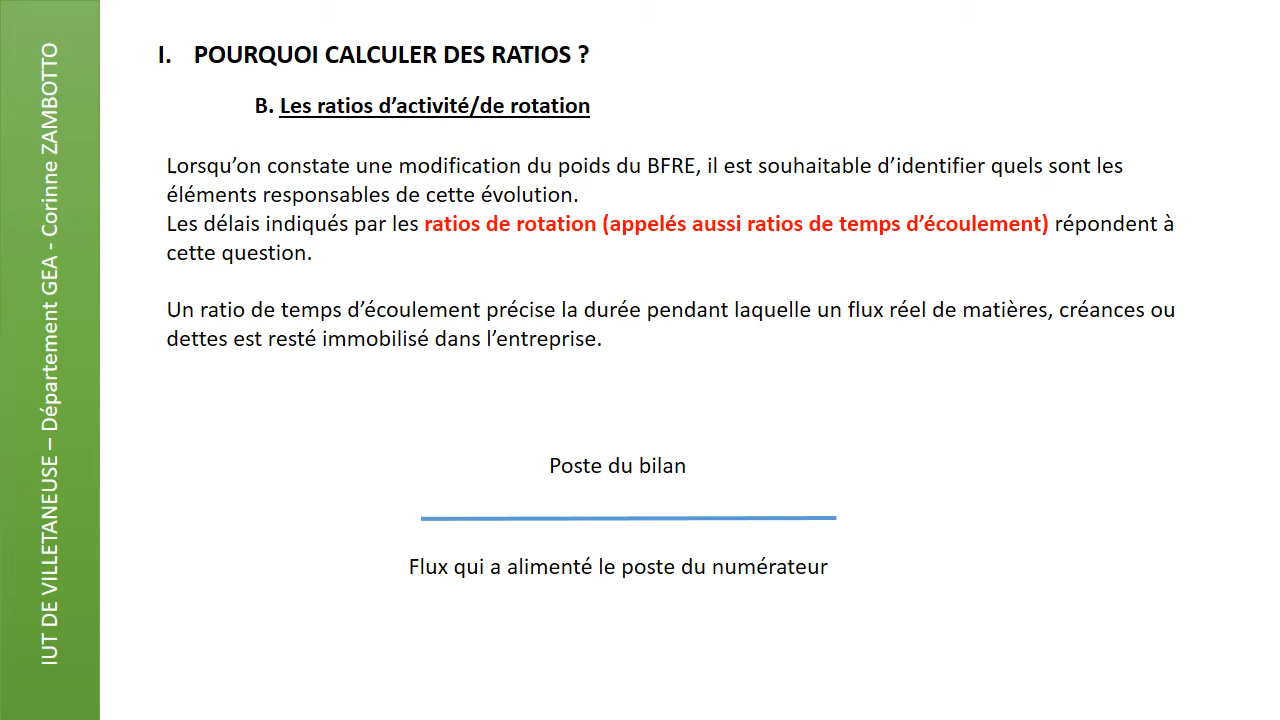 IUT DE VILLETANEUSE – Département GEA - Corinne ZAMBOTTO
I. POURQUOI CALCULER DES RATIOS ?
B. Les ratios d’activité/de rotation
Lorsqu’on constate une modification du poids du BFRE, il est souhaitable d’identifier quels sont les
éléments responsables de cette évolution.
Les délais indiqués par les ratios de rotation (appelés aussi ratios de temps d’écoulement) répondent à
cette question.
Un ratio de temps d’écoulement précise la durée pendant laquelle un flux réel de matières, créances ou
dettes est resté immobilisé dans l’entreprise.
Poste du bilan
Flux qui a alimenté le poste du numérateur